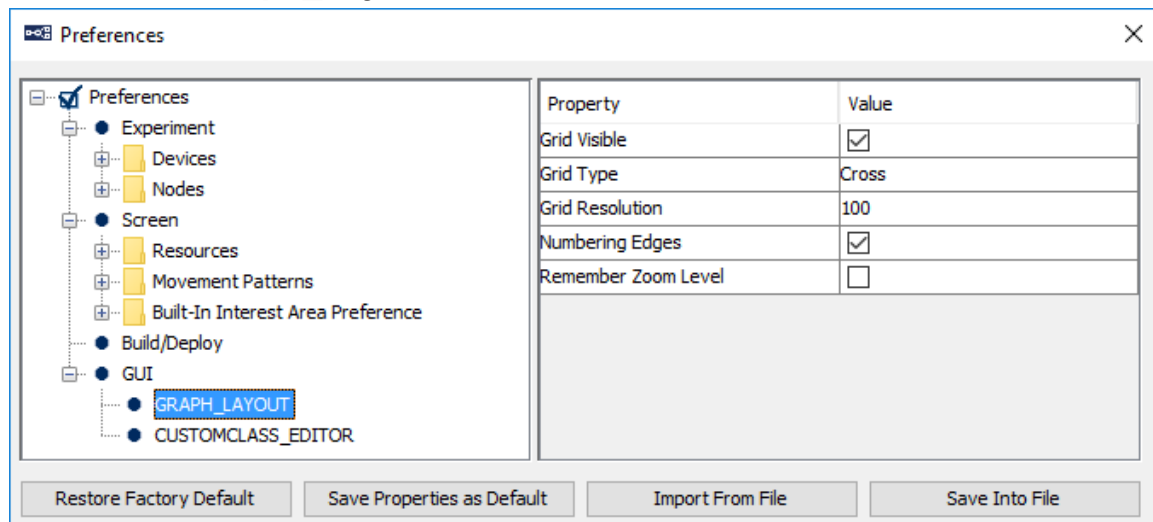 Preferences
Preferences
Experiment
Devices
Nodes
Screen
Resources
Movement Patterns
Built-In Interest Area Preference
Build/Deploy
GUI
GRAPH_LAYOUT
CUSTOMCLASS_EDITOR
Property Value
Grid Visible
Grid Type Cross
Grid Resolution 100
Numbering Edges
Remember Zoom Level
Restore Factory Default Save Properties as Default Import From File Save Into File